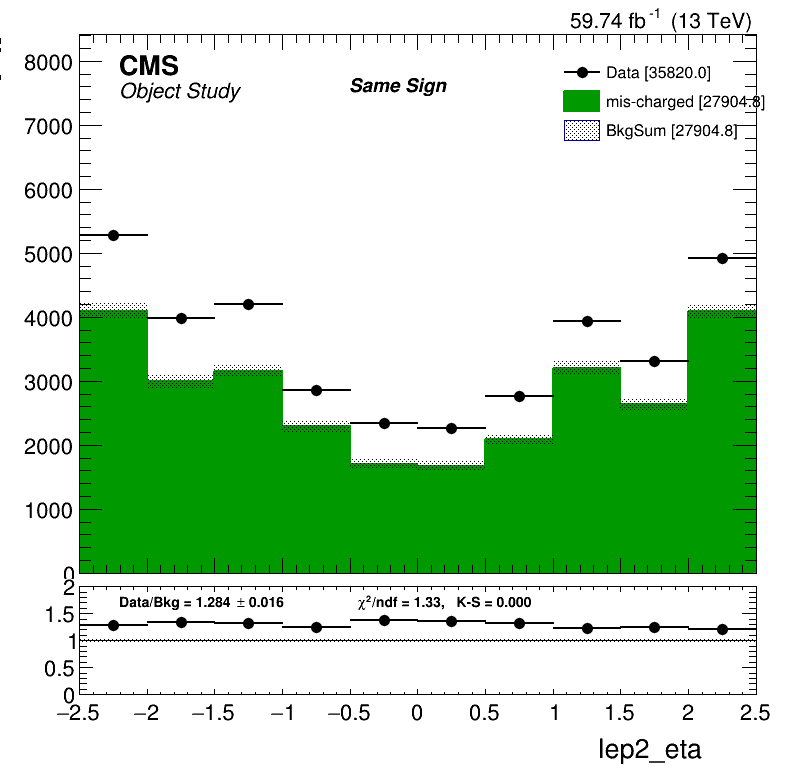 59.74 fb⁻¹ (13 TeV)
CMS
Object Study
Same Sign
Data [35820.0]
mis-charged [27904.8]
BkgSum [27904.8]
8000
7000
6000
5000
4000
3000
2000
1000
0
2
1.5
1
0.5
0
Data/Bkg = 1.284 ± 0.016
χ²/ndf = 1.33, K-S = 0.000
−2.5 −2 −1.5 −1 −0.5 0 0.5 1 1.5 2 2.5
lep2_eta